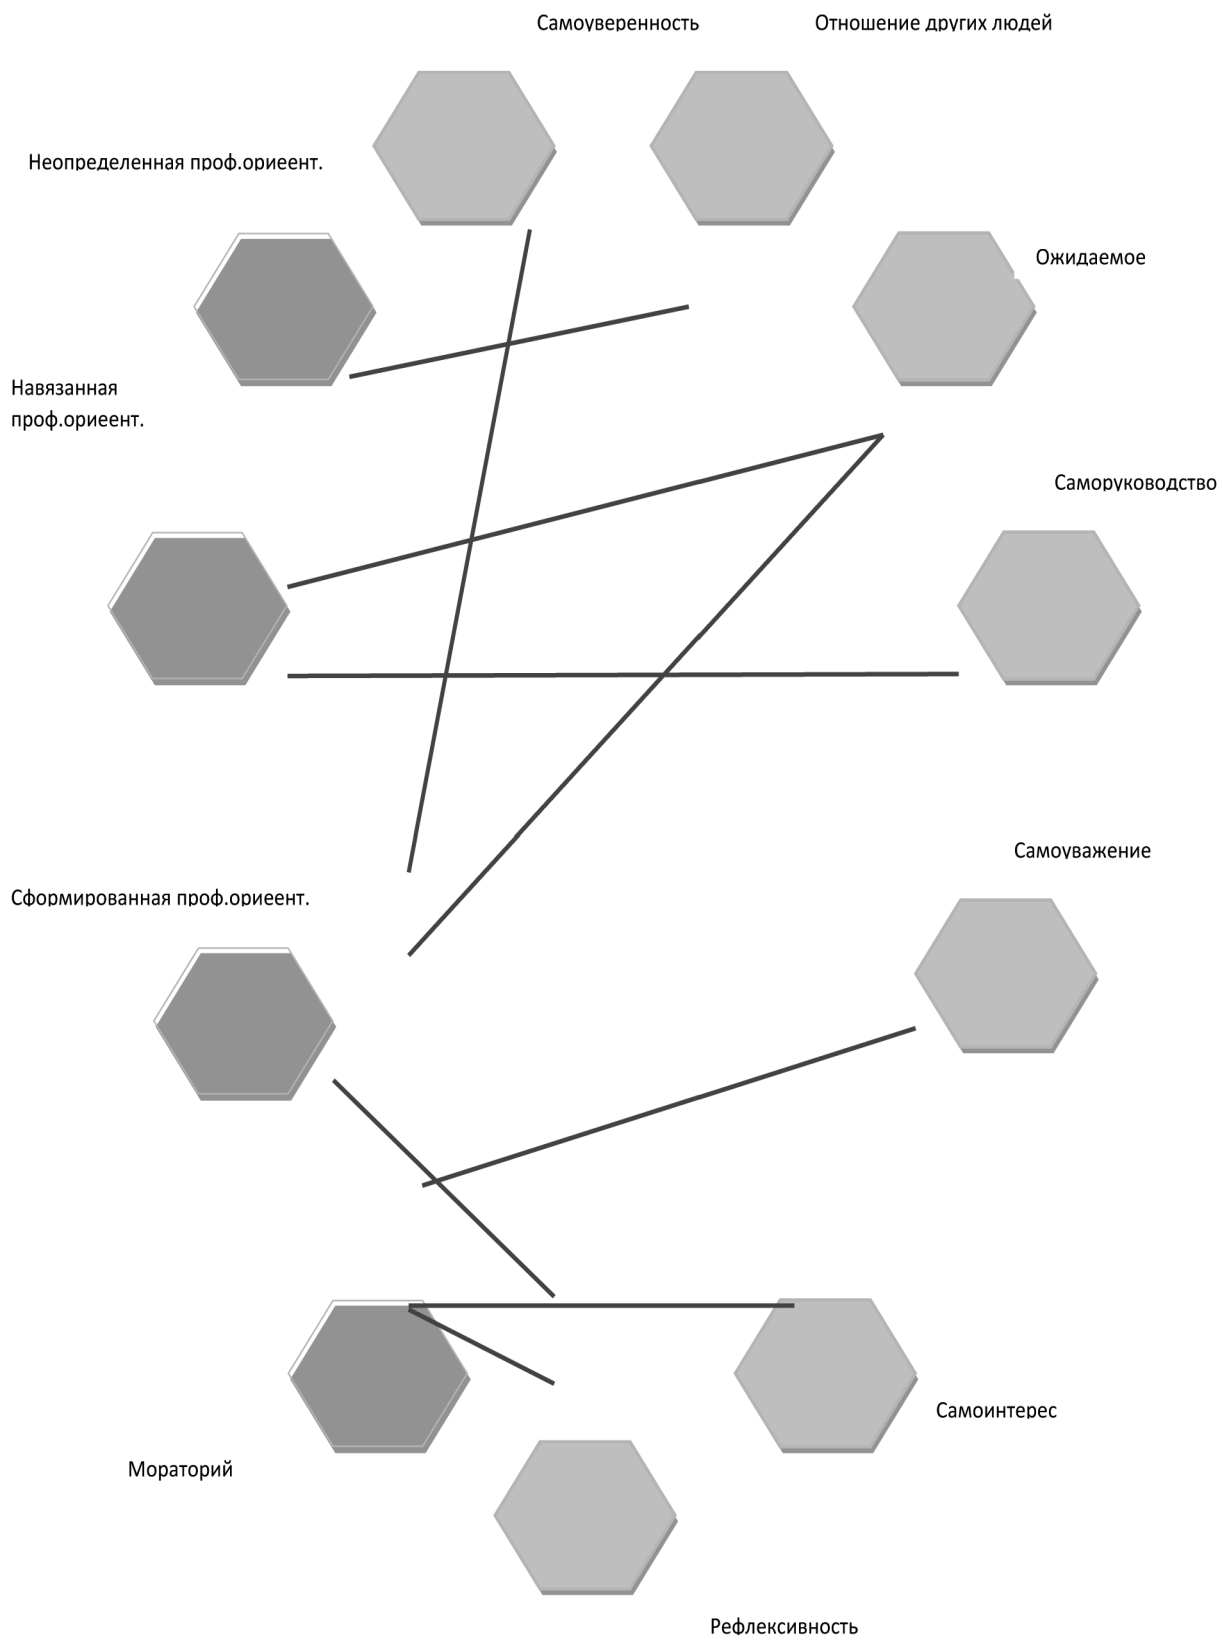 Самоуверенность
Отношение других людей
Неопределенная проф.ориеент.
Ожидаемое
Навязанная
проф.ориеент.
Саморуководство
Самоуважение
Сформированная проф.ориеент.
Самоинтерес
Мораторий
Рефлексивность